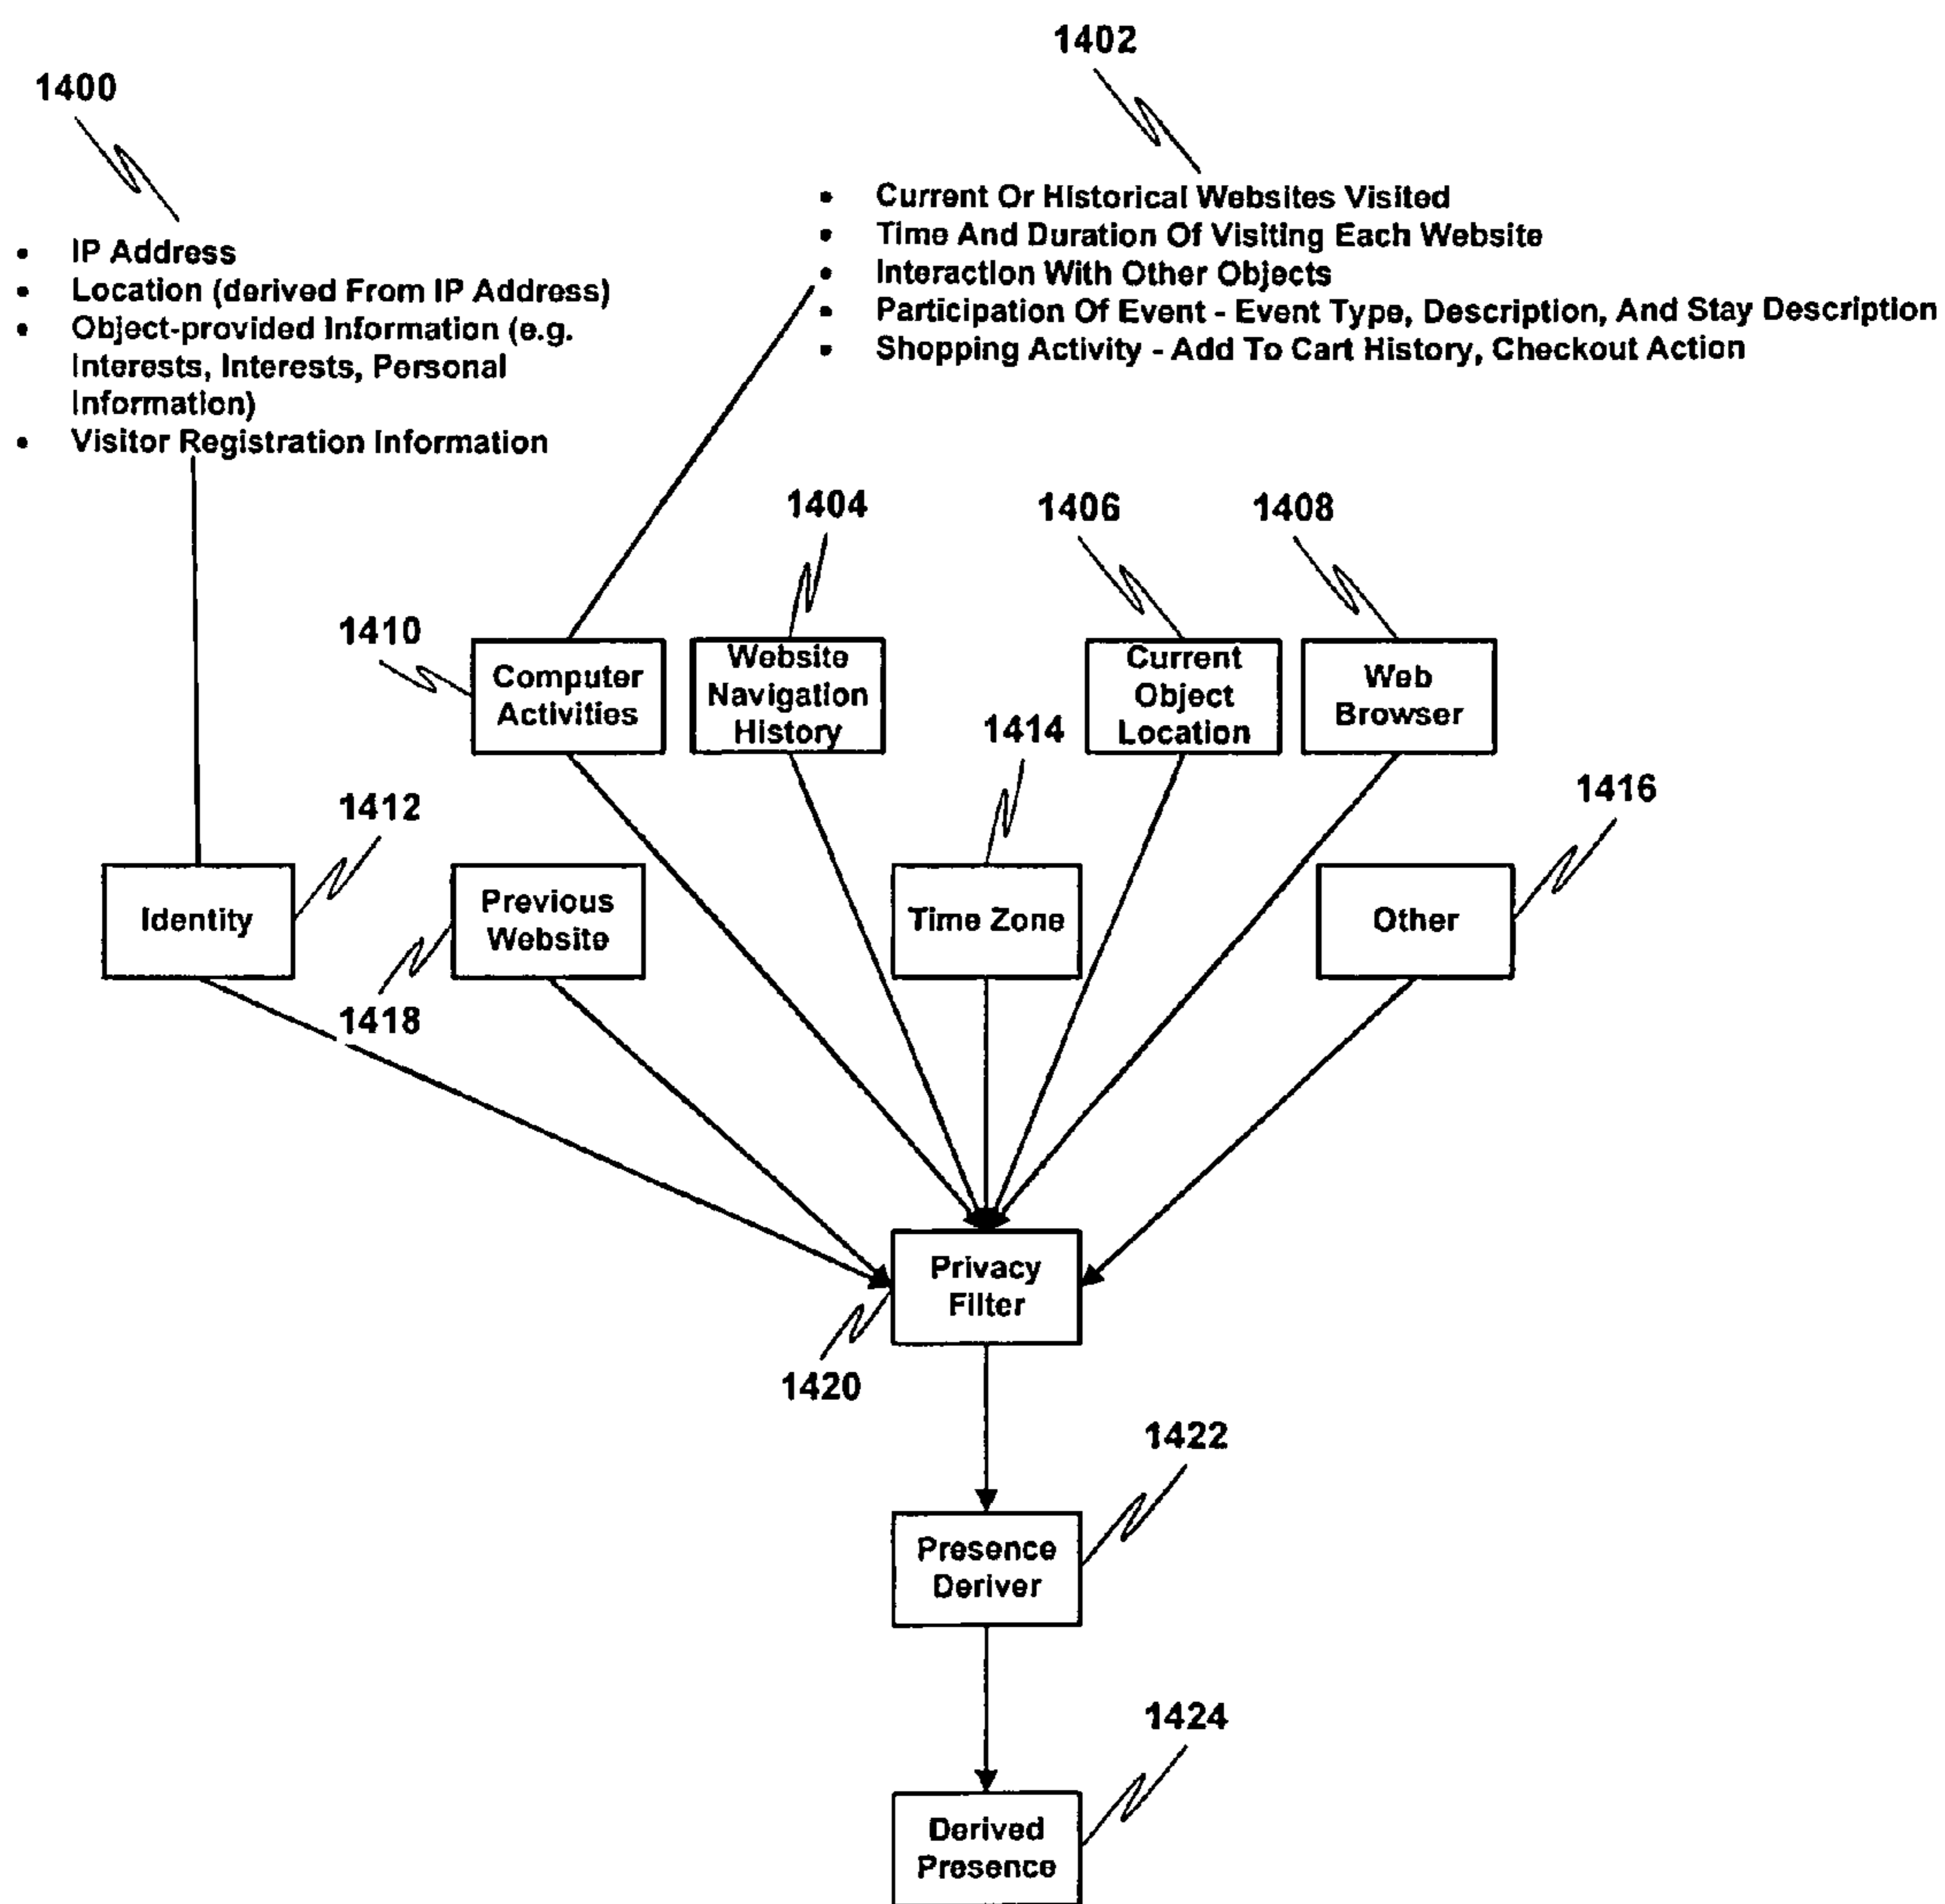 1402
1400
• Current Or Historical Websites Visited
• Time And Duration Of Visiting Each Website
• Interaction With Other Objects
• Participation Of Event - Event Type, Description, And Stay Description
• Shopping Activity - Add To Cart History, Checkout Action
• IP Address
• Location (derived From IP Address)
• Object-provided Information (e.g.
Interests, Interests, Personal
Information)
• Visitor Registration Information
1404
1406
1408
1410
Computer
Activities
Website
Navigation
History
Current
Object
Location
Web
Browser
1414
1412
1416
Identity
Previous
Website
Time Zone
Other
1418
Privacy
Filter
1420
1422
Presence
Deriver
1424
Derived
Presence